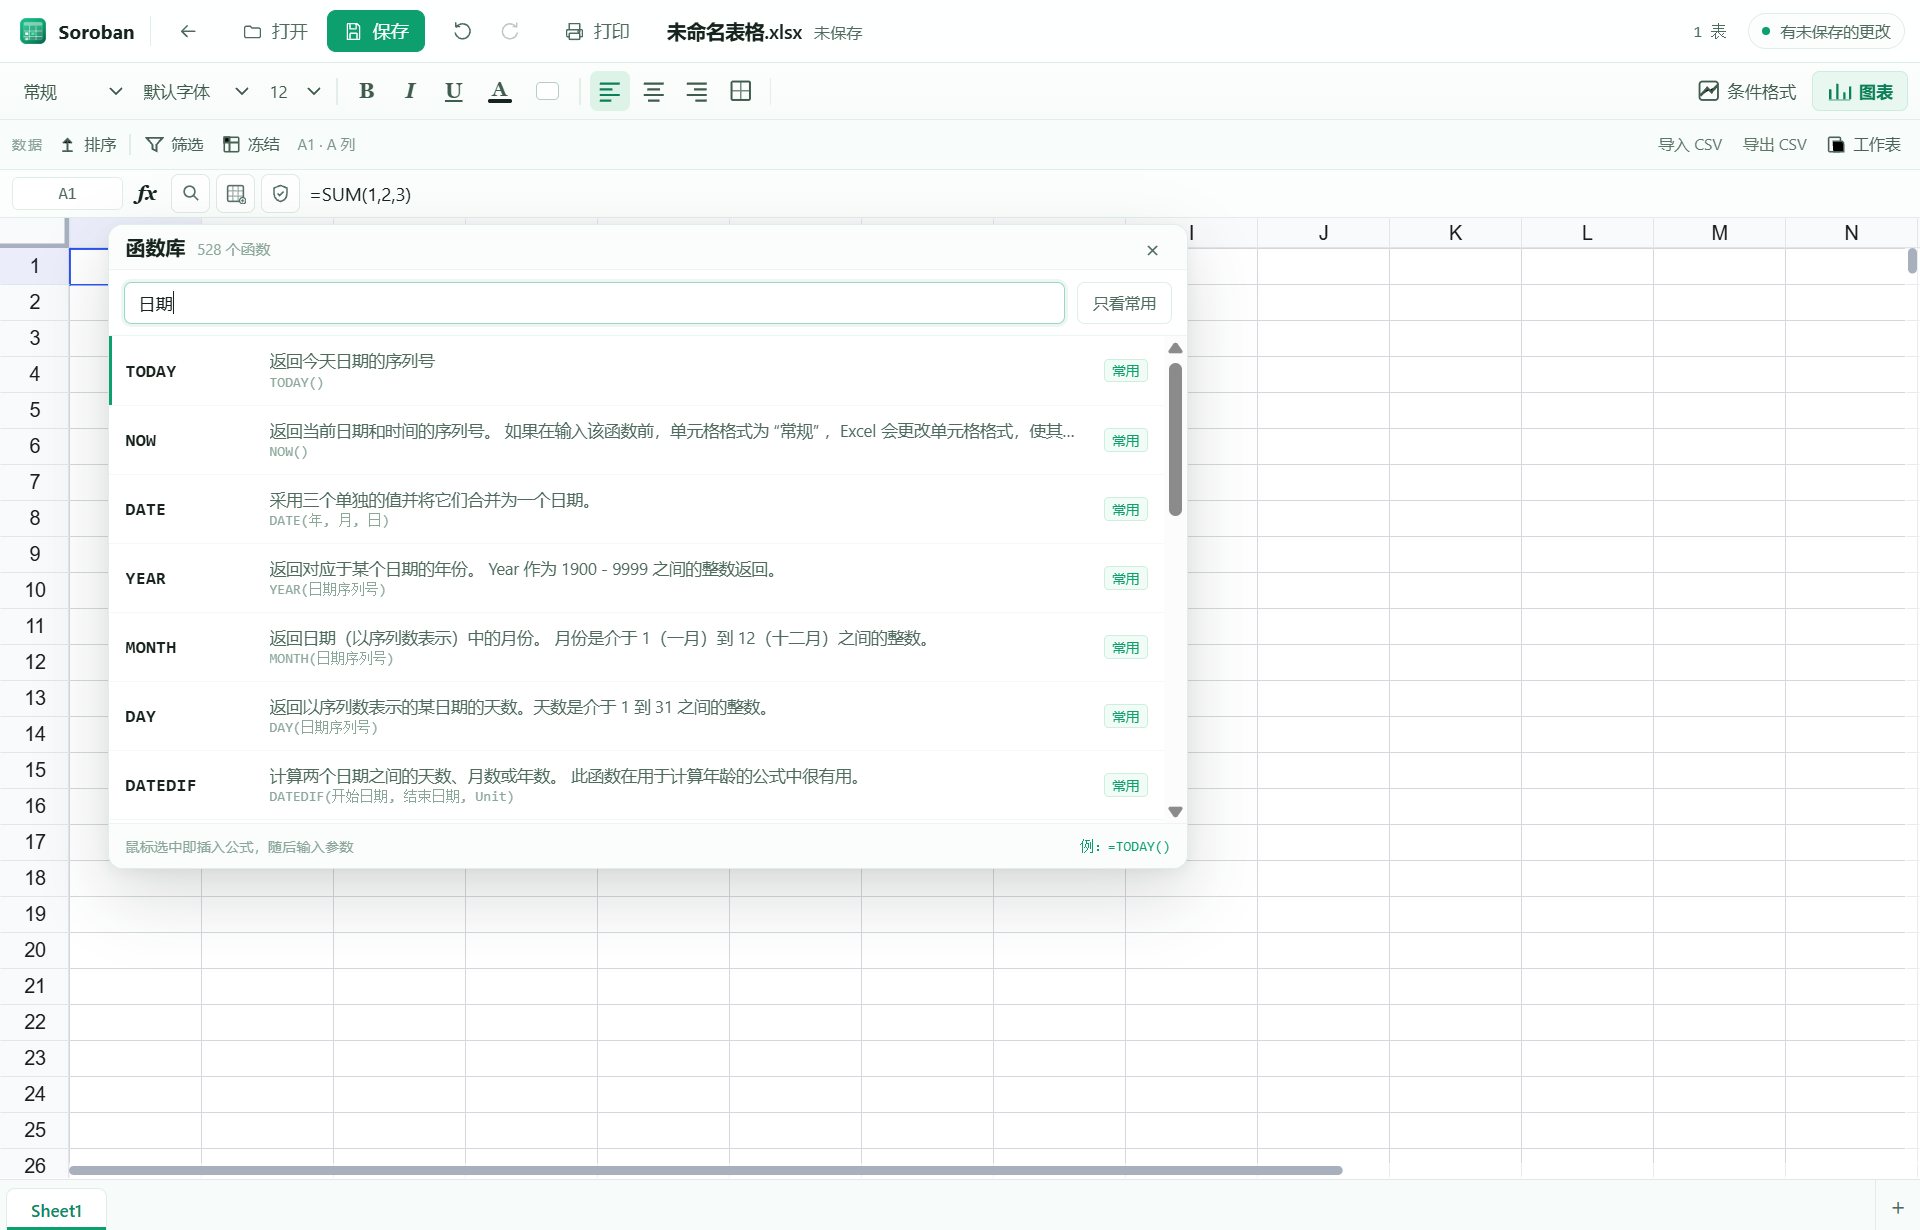 Soroban
打开
保存
打印
未命名表格.xlsx 未保存
1 表
有未保存的更改
常规
默认字体
12
B
I
U
A
条件格式
图表
数据
排序
筛选
冻结
A1 · A 列
导入 CSV
导出 CSV
工作表
A1
fx
=SUM(1,2,3)
I
J
K
L
M
N
函数库 528 个函数
日期
只看常用
TODAY
返回今天日期的序列号
TODAY()
常用
NOW
返回当前日期和时间的序列号。 如果在输入该函数前，单元格格式为 “常规” ，Excel 会更改单元格格式，使其...
NOW()
常用
DATE
采用三个单独的值并将它们合并为一个日期。
DATE(年, 月, 日)
常用
YEAR
返回对应于某个日期的年份。 Year 作为 1900 - 9999 之间的整数返回。
YEAR(日期序列号)
常用
MONTH
返回日期（以序列数表示）中的月份。 月份是介于 1（一月）到 12（十二月）之间的整数。
MONTH(日期序列号)
常用
DAY
返回以序列数表示的某日期的天数。天数是介于 1 到 31 之间的整数。
DAY(日期序列号)
常用
DATEDIF
计算两个日期之间的天数、月数或年数。 此函数在用于计算年龄的公式中很有用。
DATEDIF(开始日期, 结束日期, Unit)
常用
鼠标选中即插入公式，随后输入参数
例：=TODAY()
1
2
3
4
5
6
7
8
9
10
11
12
13
14
15
16
17
18
19
20
21
22
23
24
25
26
Sheet1